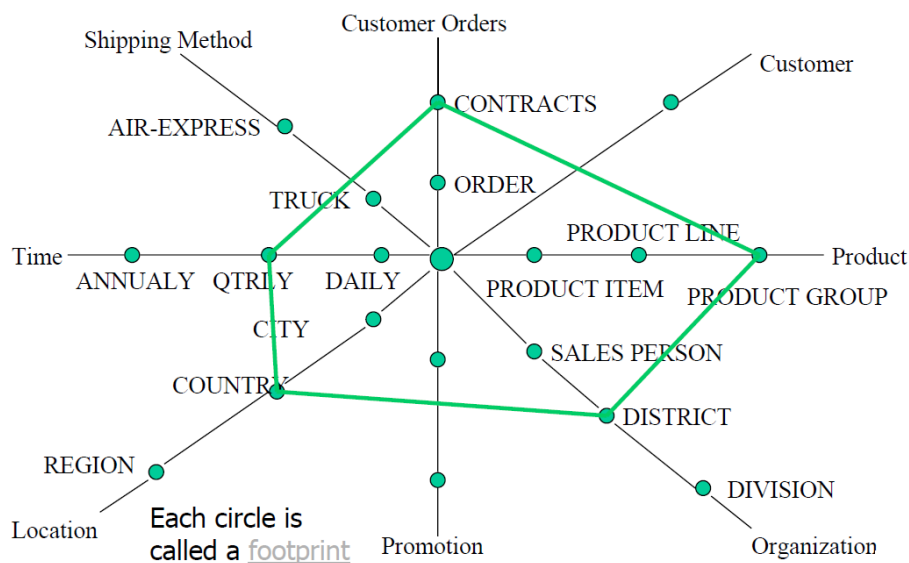 Customer Orders
Shipping Method
Customer
CONTRACTS
AIR-EXPRESS
ORDER
TRUCK
PRODUCT LINE
Time
Product
ANNUALY
QTRLY
DAILY
PRODUCT ITEM
PRODUCT GROUP
CITY
SALES PERSON
COUNTRY
DISTRICT
REGION
DIVISION
Location
Each circle is
called a footprint
Promotion
Organization